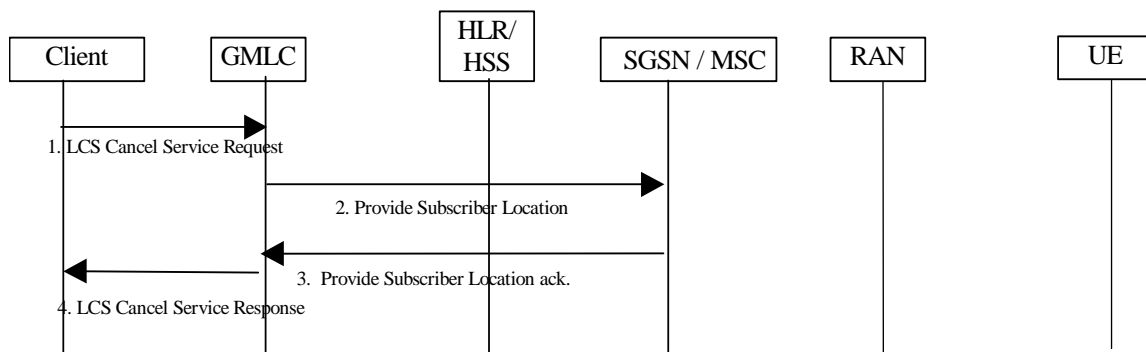 Client
GMLC
HLR/
HSS
SGSN / MSC
RAN
UE
1. LCS Cancel Service Request
2. Provide Subscriber Location
3. Provide Subscriber Location ack.
4. LCS Cancel Service Response